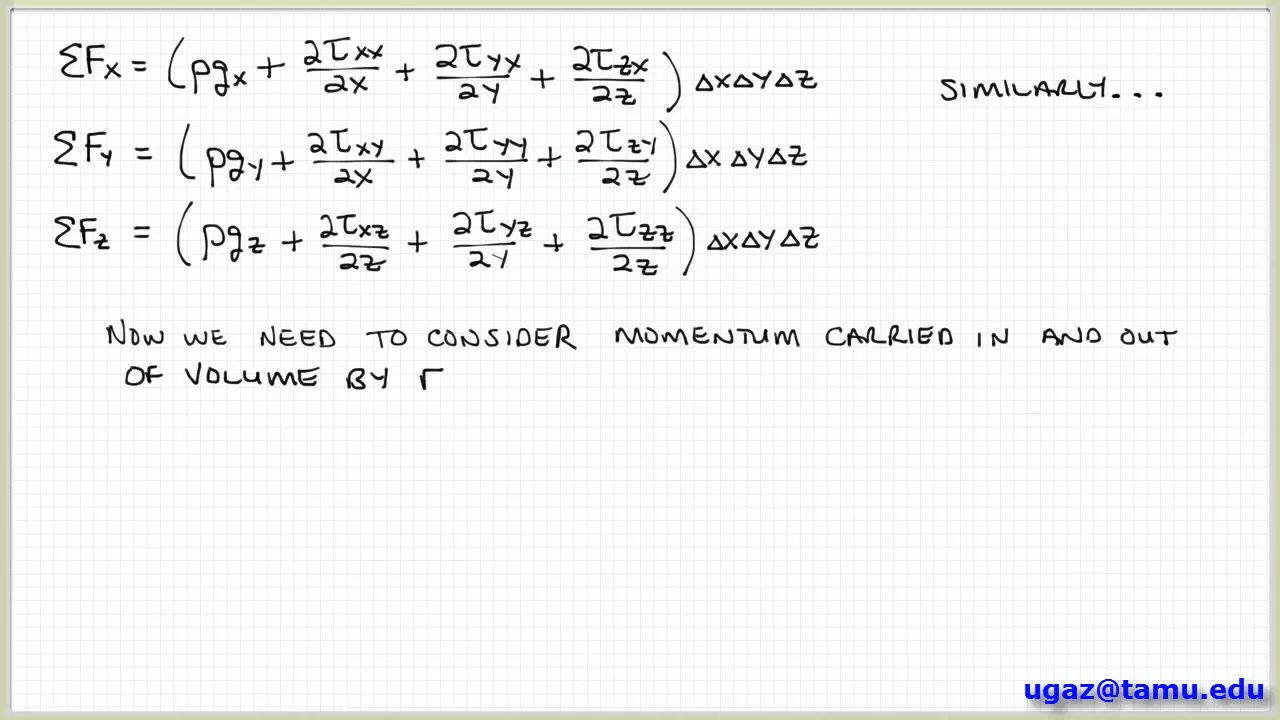 ΣFx = (ρgx + ∂τxx/∂x + ∂τyx/∂y + ∂τzx/∂z) ΔxΔyΔz SIMILARLY...
ΣFy = (ρgy + ∂τxy/∂x + ∂τyy/∂y + ∂τzy/∂z) ΔxΔyΔz
ΣFz = (ρgz + ∂τxz/∂z + ∂τyz/∂y + ∂τzz/∂z) ΔxΔyΔz
NOW WE NEED TO CONSIDER MOMENTUM CARRIED IN AND OUT
OF VOLUME BY
ugaz@tamu.edu